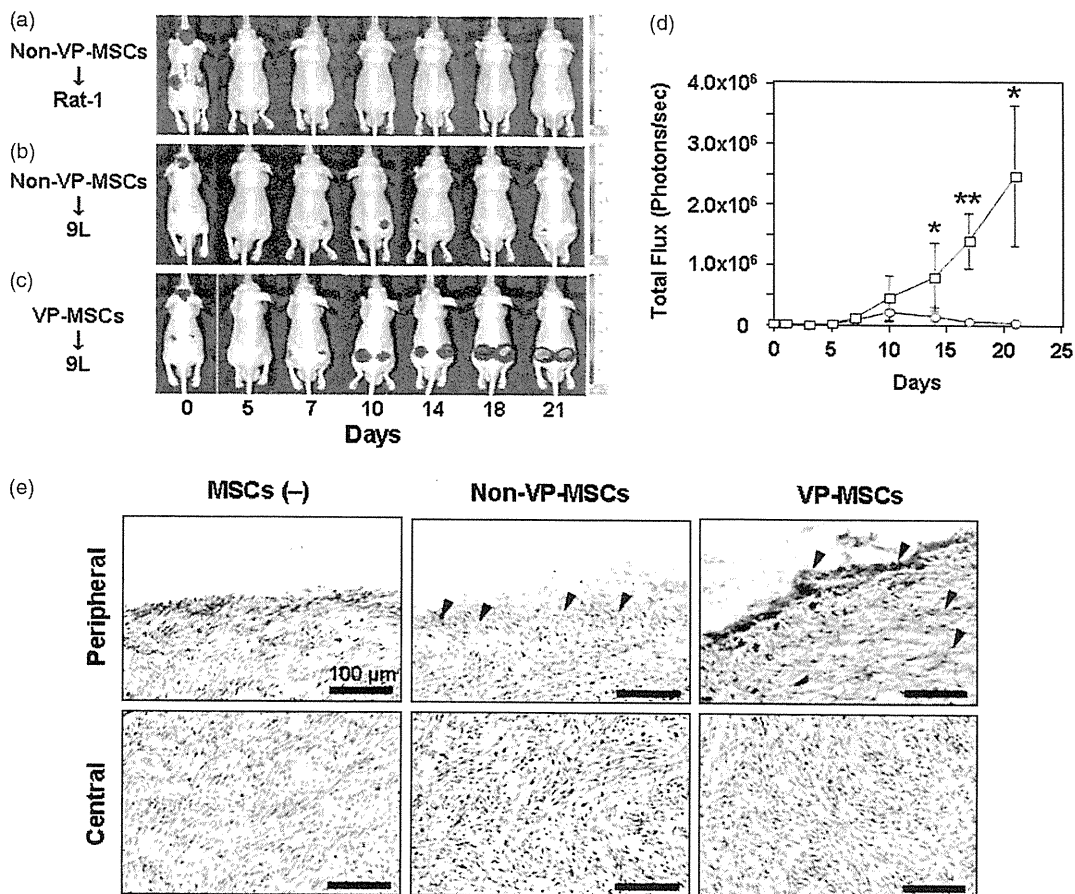 (a)
Non-VP-MSCs
↓
Rat-1
(b)
Non-VP-MSCs
↓
9L
(c)
VP-MSCs
↓
9L
0 5 7 10 14 18 21
Days
(d)
Total Flux (Photons/sec)
4.0x10⁶
3.0x10⁶
2.0x10⁶
1.0x10⁶
0
*
**
*
0 5 10 15 20 25
Days
(e)
MSCs (–) Non-VP-MSCs VP-MSCs
Peripheral
100 µm
Central